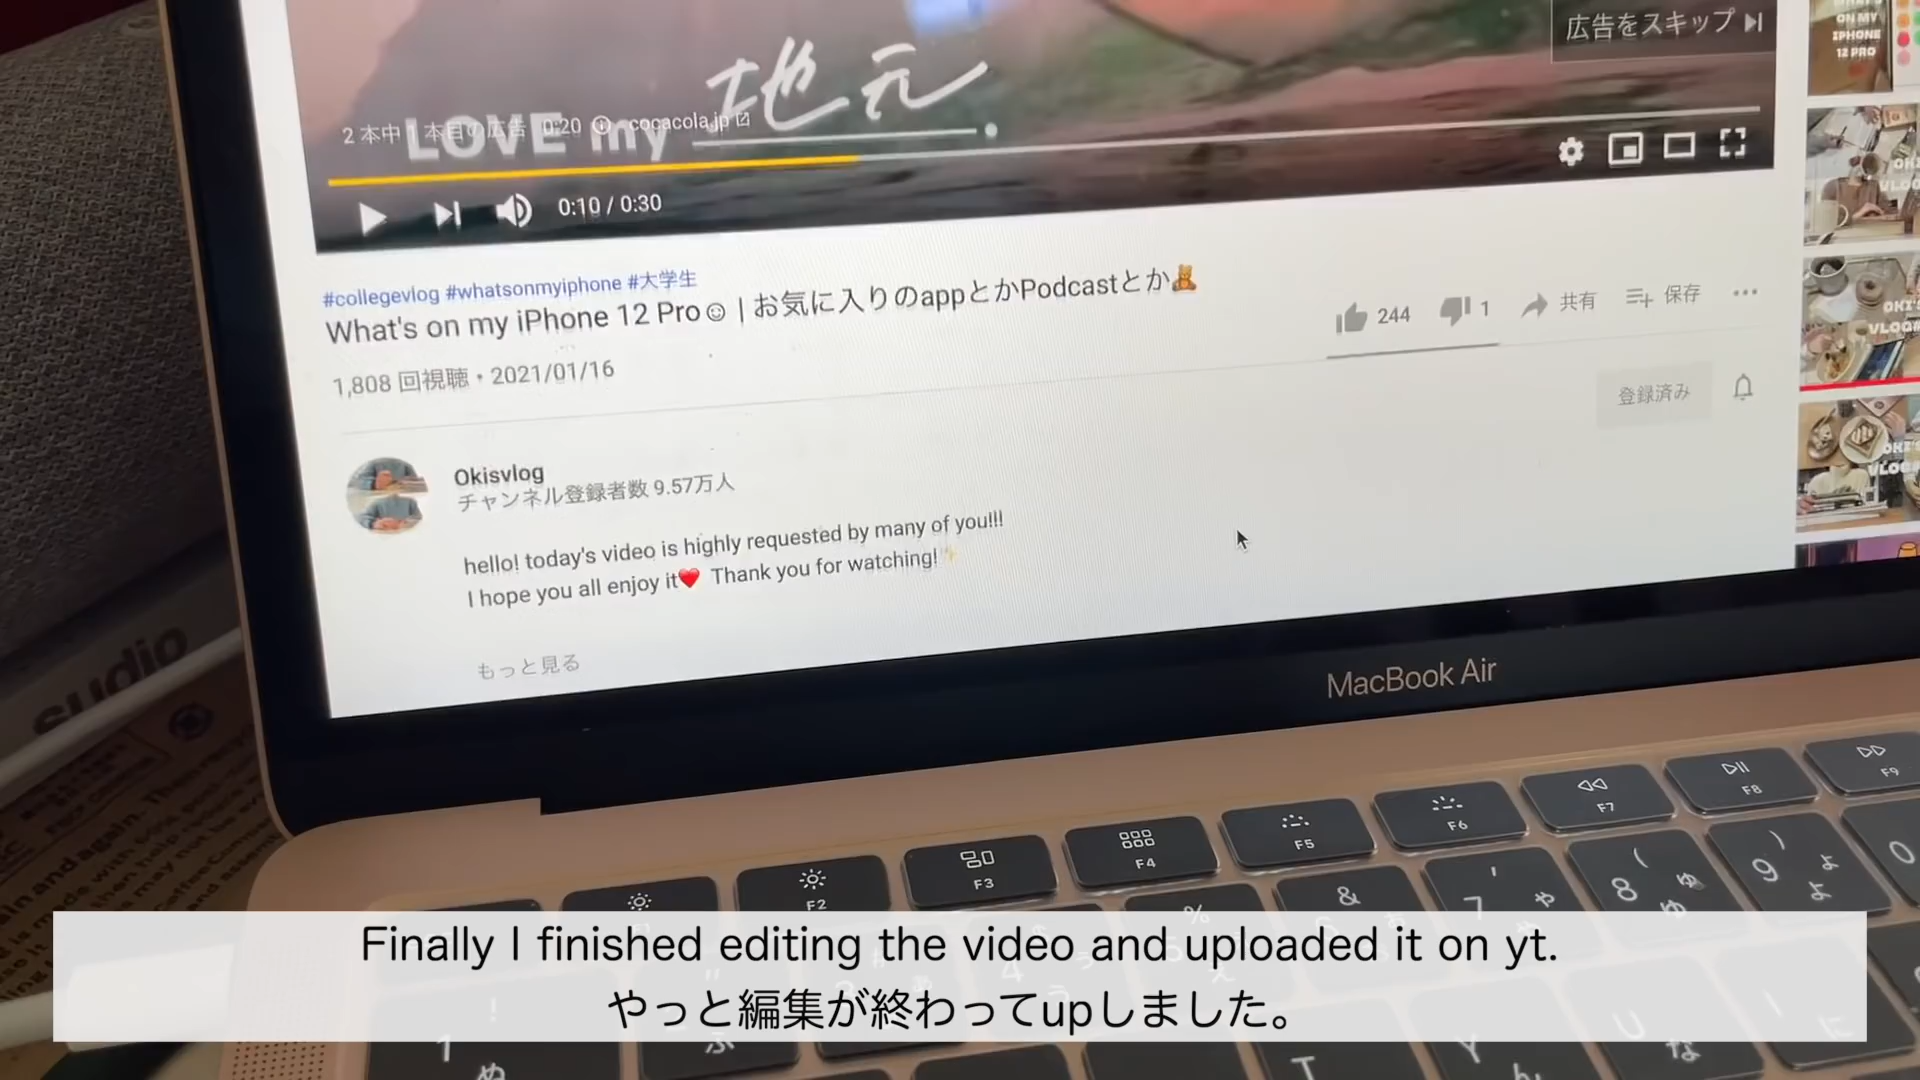 広告をスキップ
ON MY
IPHONE
12 PRO
地元
LOVE my
2 本中 1 本目の広告 0:20 cocacola.jp
0:10 / 0:30
#collegevlog #whatsonmyiphone #大学生
What's on my iPhone 12 Pro☺ | お気に入りのappとかPodcastとか🧸
1,808 回視聴・2021/01/16
244
1
共有
保存
登録済み
Okisvlog
チャンネル登録者数 9.57万人
hello! today's video is highly requested by many of you!!!
I hope you all enjoy it❤️ Thank you for watching!✨
もっと見る
OKI'S
VLOG
sudio
MacBook Air
F2
F3
F4
F5
F6
F7
F8
F9
Finally I finished editing the video and uploaded it on yt.
やっと編集が終わってupしました。